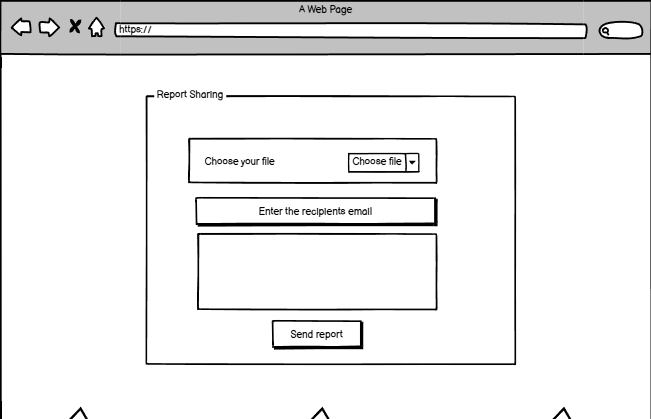 A Web Page
https://
Report Sharing
Choose your file
Choose file
Enter the recipients email
Send report